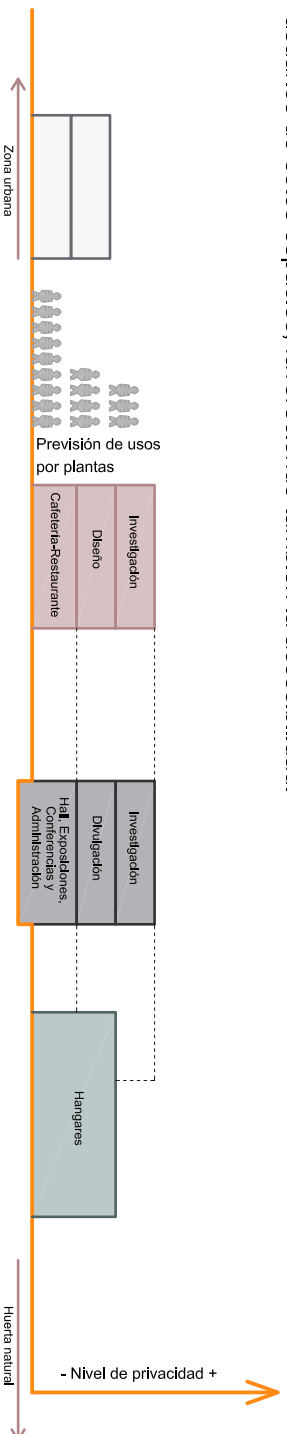 Zona urbana
Previsión de usos
por plantas
Investigación
Diseño
Cafetería-Restaurante
Investigación
Divulgación
Hall, Exposiciones,
Conferencias y
Administración
Hangares
- Nivel de privacidad +
Huerta natural